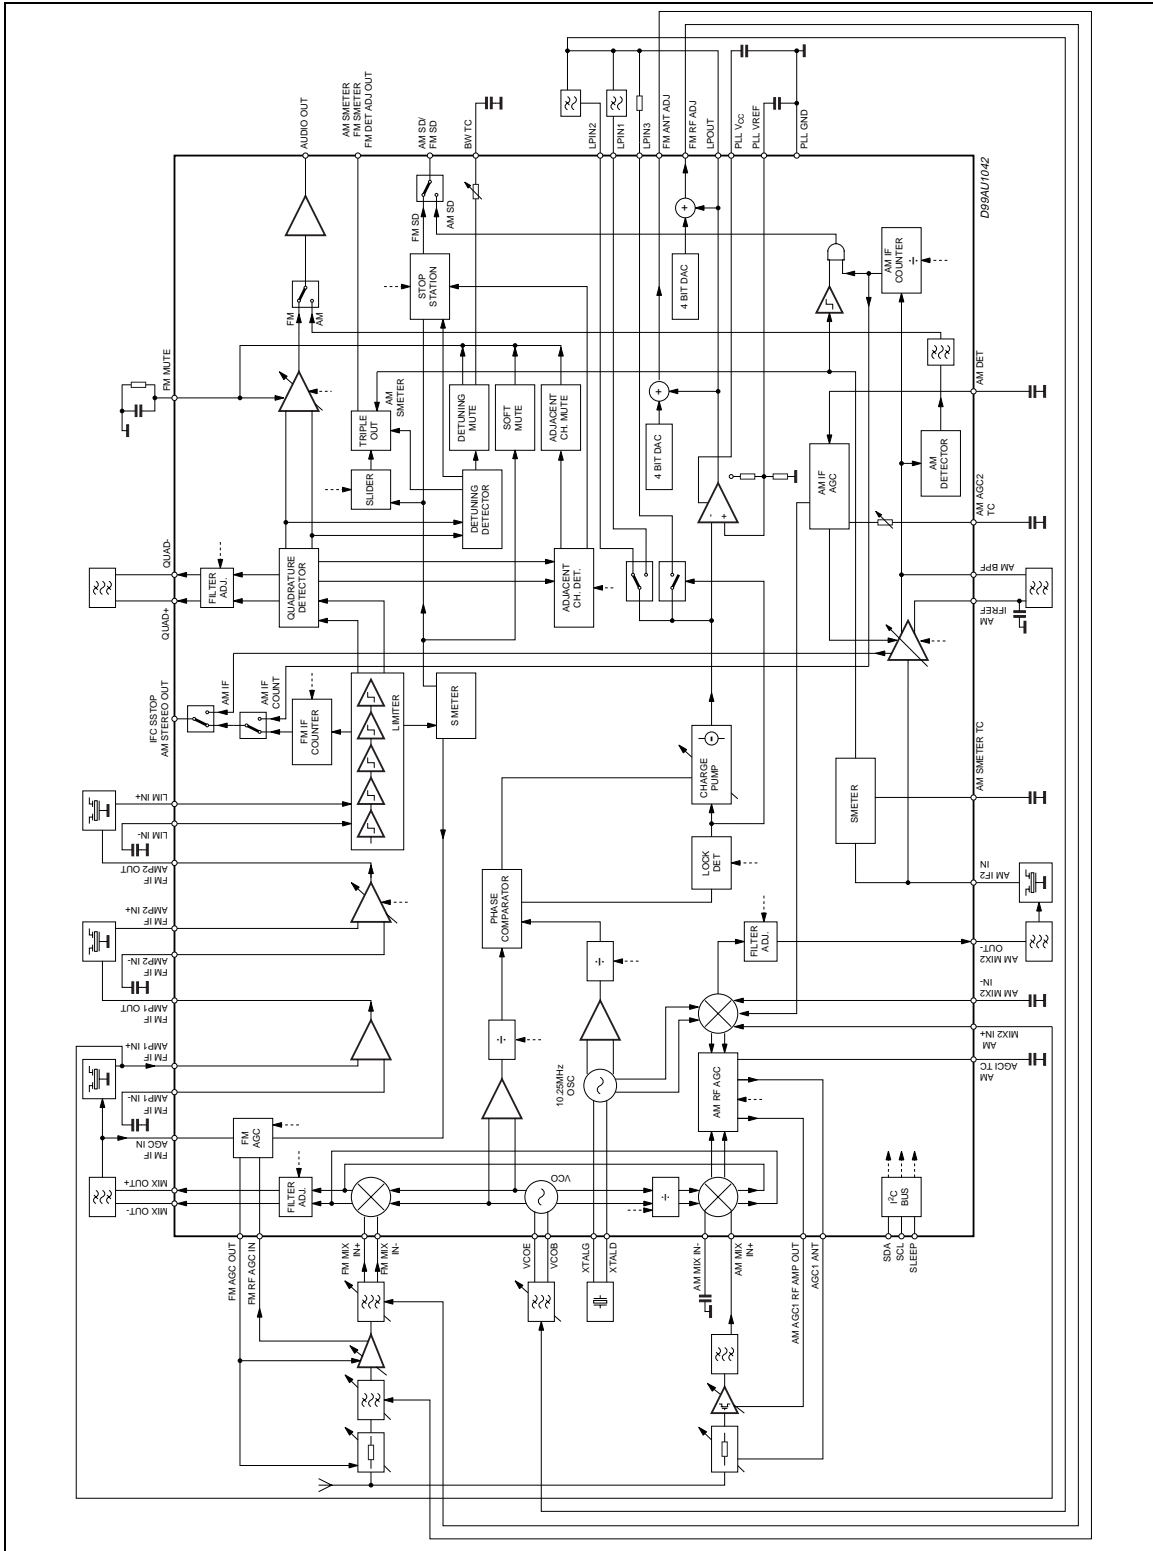 AUDIO OUT
AM SMETER
FM SMETER
FM DET ADJ OUT
AM SD/
FM SD
BW TC
LPIN2
LPIN1
LPIN3
FM ANT ADJ
FM RF ADJ
LPOUT
PLL VCC
PLL VREF
PLL GND
D99AU1042
FM SD
AM SD
STOP
STATION
FM
AM
4 BIT DAC
AM IF
COUNTER
-I-
FM MUTE
AM
SMETER
TRIPLE
OUT
SLIDER
DETUNING
MUTE
SOFT
MUTE
ADJACENT
CH. MUTE
DETUNING
DETECTOR
+
+
4 BIT DAC
-
+
AM IF
AGC
AM
DETECTOR
AM DET
AM AGC2
TC
AM BPF
IFREF
AM
QUAD-
QUAD+
FILTER
ADJ.
QUADRATURE
DETECTOR
ADJACENT
CH. DET.
IFC SSTOP
AM STEREO OUT
AM IF
AM IF
COUNT
FM IF
COUNTER
LIMITER
S METER
CHARGE
PUMP
LOCK
DET
SMETER
AM SMETER TC
AM IF2
IN
LIM IN+
LIM IN-
FM IF
AMP2 OUT
FM IF
AMP2 IN+
FM IF
AMP2 IN-
FM IF
AMP1 OUT
FM IF
AMP1 IN+
FM IF
AMP1 IN-
FM IF
AGC IN
MIX OUT+
MIX OUT-
PHASE
COMPARATOR
-I-
-I-
10.25MHz
OSC
FILTER
ADJ.
AM MIX2
OUT-
AM MIX2
IN-
AM
MIX2 IN+
AM
AGCI TC
AM RF AGC
FM
AGC
FILTER
ADJ.
VCO
-I-
I2C
BUS
FM AGC OUT
FM RF AGC IN
FM MIX
IN+
FM MIX
IN-
VCOE
VCOB
XTALG
XTALD
AM MIX IN-
AM MIX
IN+
AM AGC1 RF AMP OUT
AGC1 ANT
SDA
SCL
SLEEP